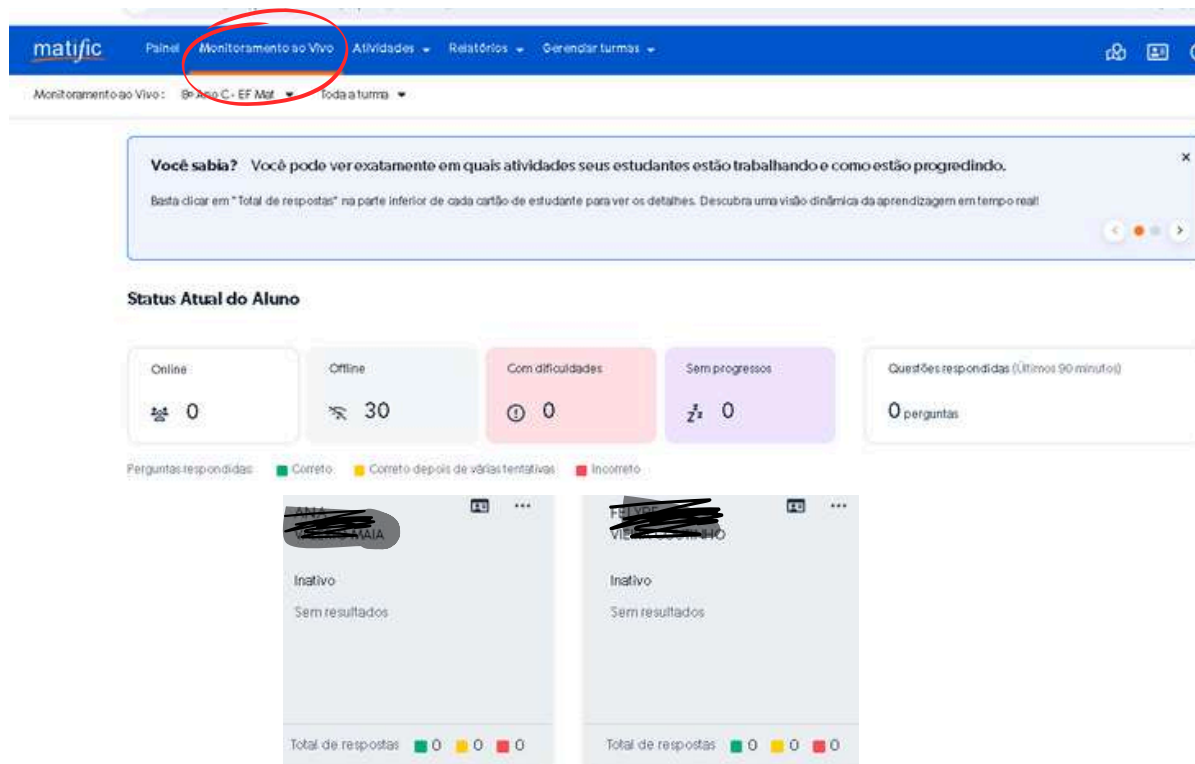 matific Painel Monitoramento ao Vivo Atividades Relatórios Gerenciar turmas
Monitoramento ao Vivo: Ano C - EF Mat Toda a turma
Você sabia? Você pode ver exatamente em quais atividades seus estudantes estão trabalhando e como estão progredindo.
Basta clicar em "Total de respostas" na parte inferior de cada cartão de estudante para ver os detalhes. Descubra uma visão dinâmica da aprendizagem em tempo real!
Status Atual do Aluno
Online Offline Com dificuldades Sem progressos Questões respondidas (Últimos 90 minutos)
0 30 0 0 0 perguntas
Perguntas respondidas: Correto Correto depois de várias tentativas Incorreto
MAIA
Inativo Inativo
Sem resultados Sem resultados
Total de respostas 0 0 0 Total de respostas 0 0 0